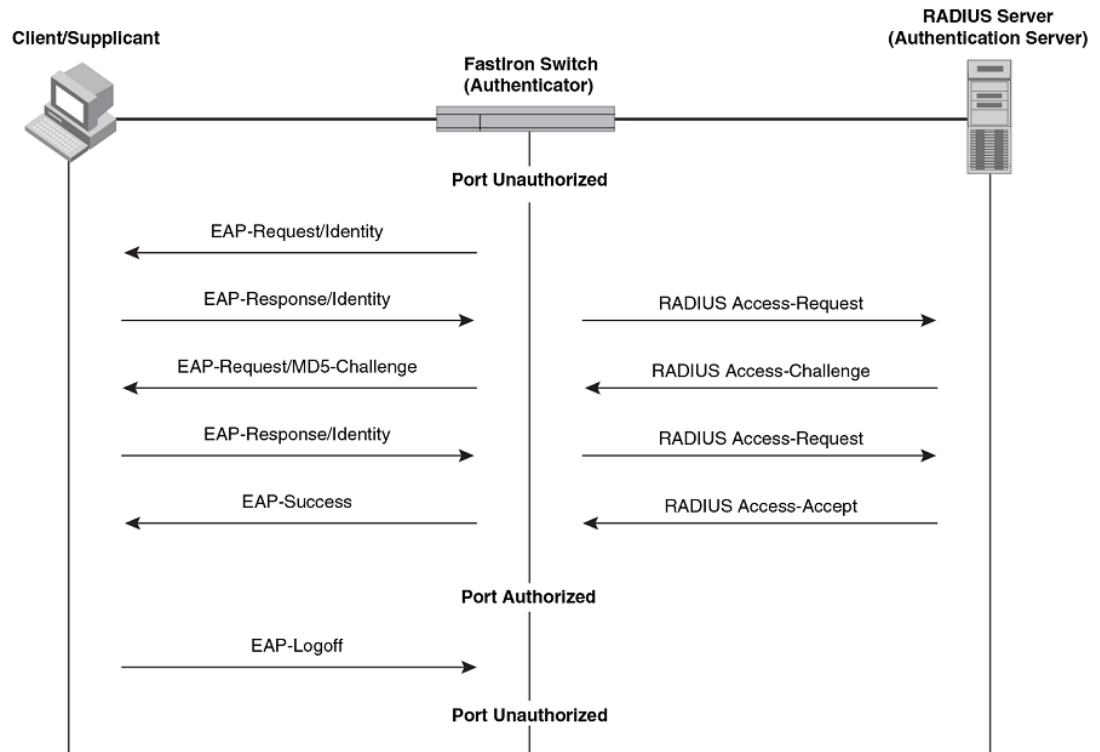 RADIUS Server
(Authentication Server)
Client/Supplicant
FastIron Switch
(Authenticator)
Port Unauthorized
EAP-Request/Identity
EAP-Response/Identity
RADIUS Access-Request
EAP-Request/MD5-Challenge
RADIUS Access-Challenge
EAP-Response/Identity
RADIUS Access-Request
EAP-Success
RADIUS Access-Accept
Port Authorized
EAP-Logoff
Port Unauthorized